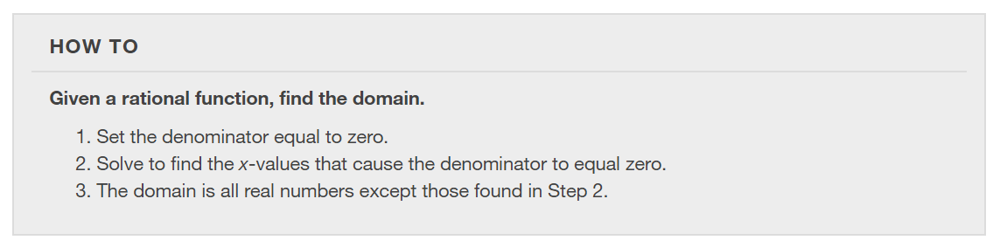 HOW TO
Given a rational function, find the domain.
1. Set the denominator equal to zero.
2. Solve to find the x-values that cause the denominator to equal zero.
3. The domain is all real numbers except those found in Step 2.